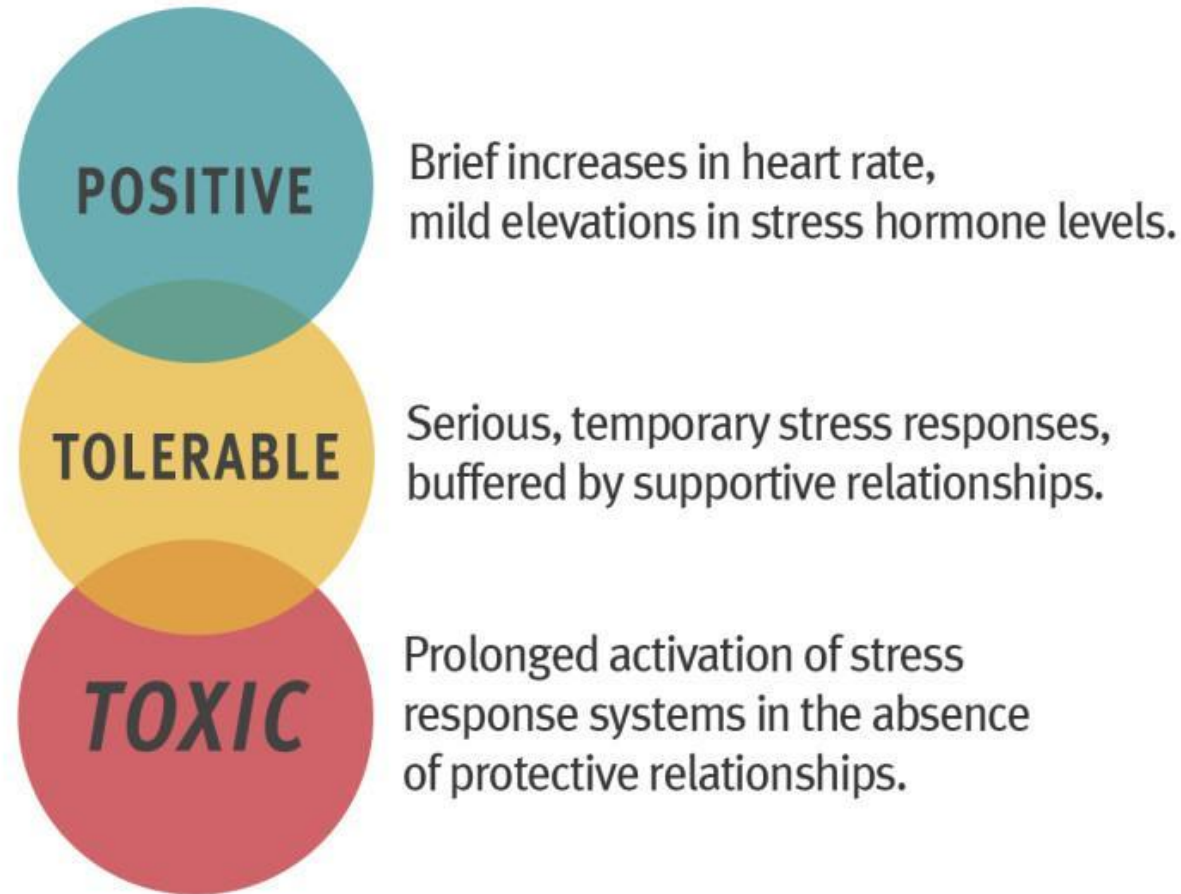 POSITIVE
Brief increases in heart rate,
mild elevations in stress hormone levels.
TOLERABLE
Serious, temporary stress responses,
buffered by supportive relationships.
TOXIC
Prolonged activation of stress
response systems in the absence
of protective relationships.